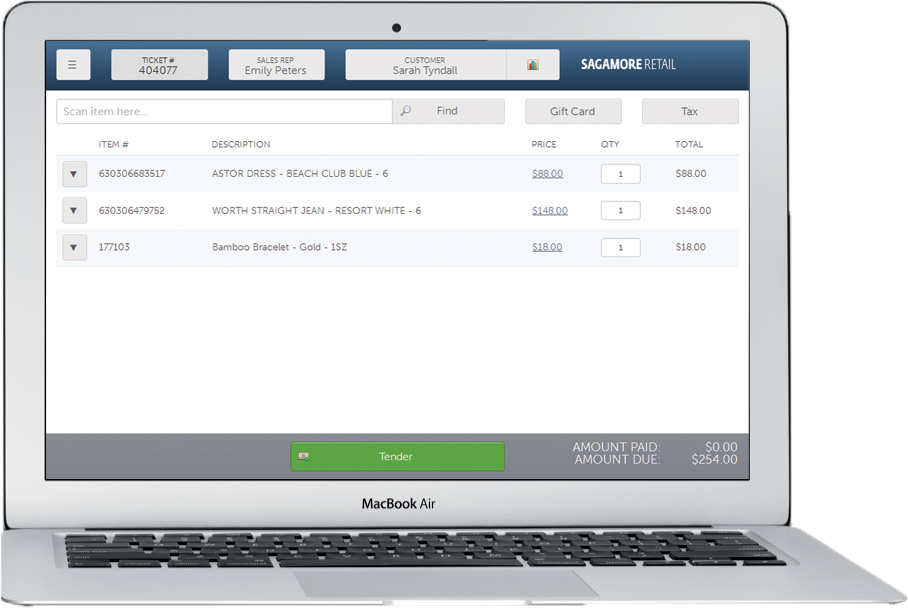 ☰
TICKET #
404077
SALES REP
Emily Peters
CUSTOMER
Sarah Tyndall
SAGAMORE RETAIL
Scan item here...
Find
Gift Card
Tax
ITEM # DESCRIPTION PRICE QTY TOTAL
▼ 630306683517 ASTOR DRESS - BEACH CLUB BLUE - 6 $88.00 1 $88.00
▼ 630306479752 WORTH STRAIGHT JEAN - RESORT WHITE - 6 $148.00 1 $148.00
▼ 177103 Bamboo Bracelet - Gold - 1SZ $18.00 1 $18.00
Tender
AMOUNT PAID: $0.00
AMOUNT DUE: $254.00
MacBook Air